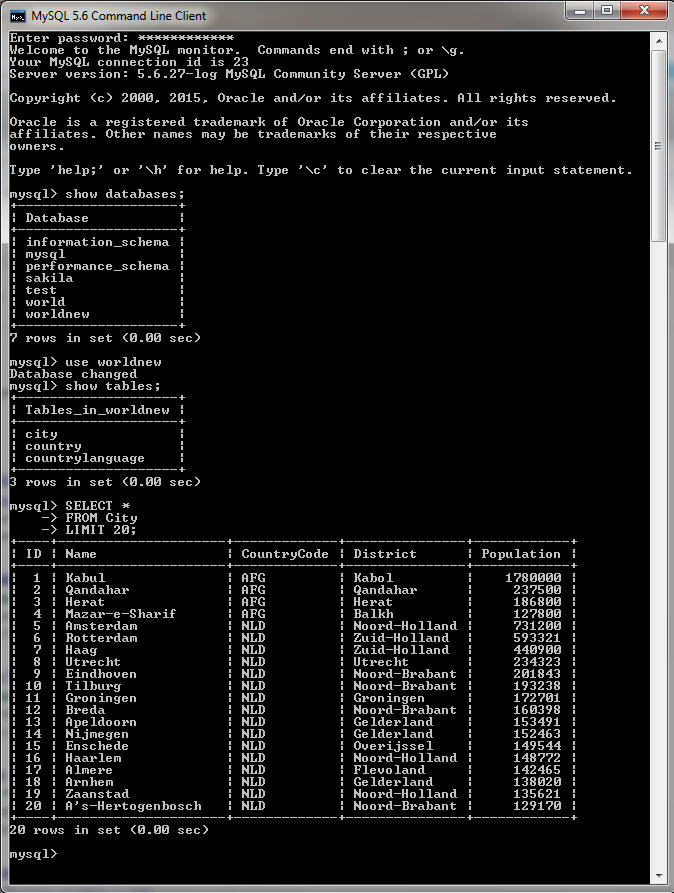 MySQL 5.6 Command Line Client
Enter password: ************
Welcome to the MySQL monitor.  Commands end with ; or \g.
Your MySQL connection id is 23
Server version: 5.6.27-log MySQL Community Server (GPL)

Copyright (c) 2000, 2015, Oracle and/or its affiliates. All rights reserved.

Oracle is a registered trademark of Oracle Corporation and/or its
affiliates. Other names may be trademarks of their respective
owners.

Type 'help;' or '\h' for help. Type '\c' to clear the current input statement.

mysql> show databases;
+--------------------+
| Database           |
+--------------------+
| information_schema |
| mysql              |
| performance_schema |
| sakila             |
| test               |
| world              |
| worldnew           |
+--------------------+
7 rows in set (0.00 sec)

mysql> use worldnew
Database changed
mysql> show tables;
+--------------------+
| Tables_in_worldnew |
+--------------------+
| city               |
| country            |
| countrylanguage    |
+--------------------+
3 rows in set (0.00 sec)

mysql> SELECT *
    -> FROM City
    -> LIMIT 20;
+----+-------------------+-------------+---------------+------------+
| ID | Name              | CountryCode | District      | Population |
+----+-------------------+-------------+---------------+------------+
|  1 | Kabul             | AFG         | Kabol         |    1780000 |
|  2 | Qandahar          | AFG         | Qandahar      |     237500 |
|  3 | Herat             | AFG         | Herat         |     186800 |
|  4 | Mazar-e-Sharif    | AFG         | Balkh         |     127800 |
|  5 | Amsterdam         | NLD         | Noord-Holland |     731200 |
|  6 | Rotterdam         | NLD         | Zuid-Holland  |     593321 |
|  7 | Haag              | NLD         | Zuid-Holland  |     440900 |
|  8 | Utrecht           | NLD         | Utrecht       |     234323 |
|  9 | Eindhoven         | NLD         | Noord-Brabant |     201843 |
| 10 | Tilburg           | NLD         | Noord-Brabant |     193238 |
| 11 | Groningen         | NLD         | Groningen     |     172701 |
| 12 | Breda             | NLD         | Noord-Brabant |     160398 |
| 13 | Apeldoorn         | NLD         | Gelderland    |     153491 |
| 14 | Nijmegen          | NLD         | Gelderland    |     152463 |
| 15 | Enschede          | NLD         | Overijssel    |     149544 |
| 16 | Haarlem           | NLD         | Noord-Holland |     148772 |
| 17 | Almere            | NLD         | Flevoland     |     142465 |
| 18 | Arnhem            | NLD         | Gelderland    |     138020 |
| 19 | Zaanstad          | NLD         | Noord-Holland |     135621 |
| 20 | A's-Hertogenbosch | NLD         | Noord-Brabant |     129170 |
+----+-------------------+-------------+---------------+------------+
20 rows in set (0.00 sec)

mysql>